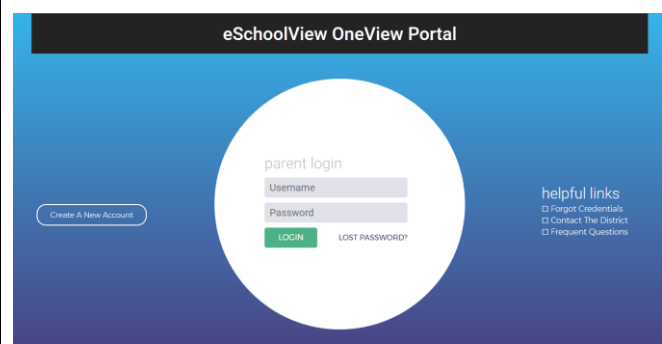 eSchoolView OneView Portal
parent login
Username
Password
LOGIN
LOST PASSWORD?
Create A New Account
helpful links
Forgot Credentials
Contact The District
Frequent Questions